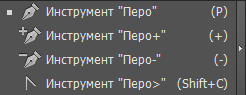 Инструмент "Перо" (P)
Инструмент "Перо+" (+)
Инструмент "Перо-" (-)
Инструмент "Перо>" (Shift+C)